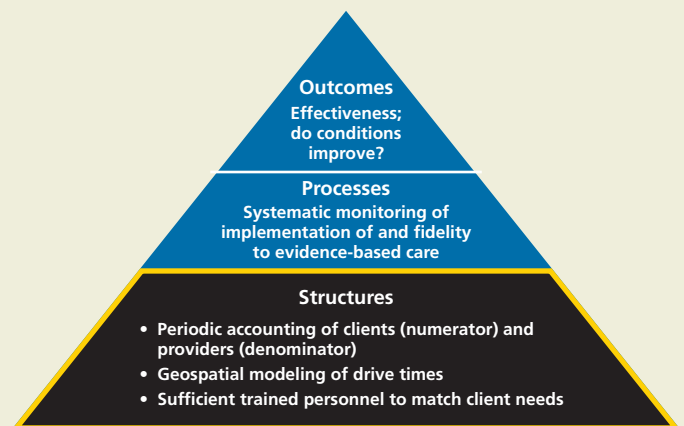 Outcomes
Effectiveness;
do conditions
improve?
Processes
Systematic monitoring of
implementation of and fidelity
to evidence-based care
Structures
• Periodic accounting of clients (numerator) and
providers (denominator)
• Geospatial modeling of drive times
• Sufficient trained personnel to match client needs